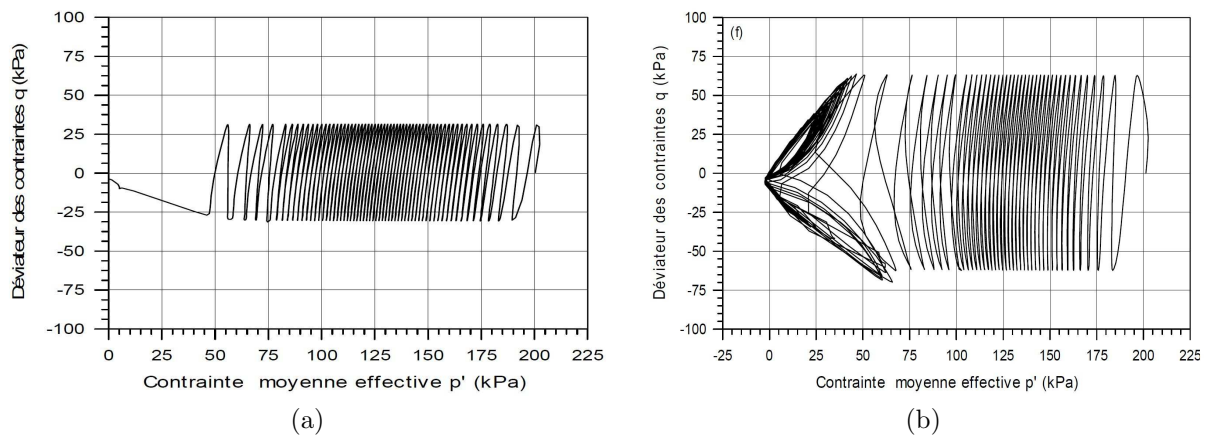 100
75
50
25
0
-25
-50
-75
-100
Déviateur des contraintes q (kPa)
0 25 50 75 100 125 150 175 200 225
Contrainte moyenne effective p' (kPa)
(a)
(f)
100
75
50
25
0
-25
-50
-75
-100
Déviateur des contraintes q (kPa)
-25 0 25 50 75 100 125 150 175 200 225
Contrainte moyenne effective p' (kPa)
(b)